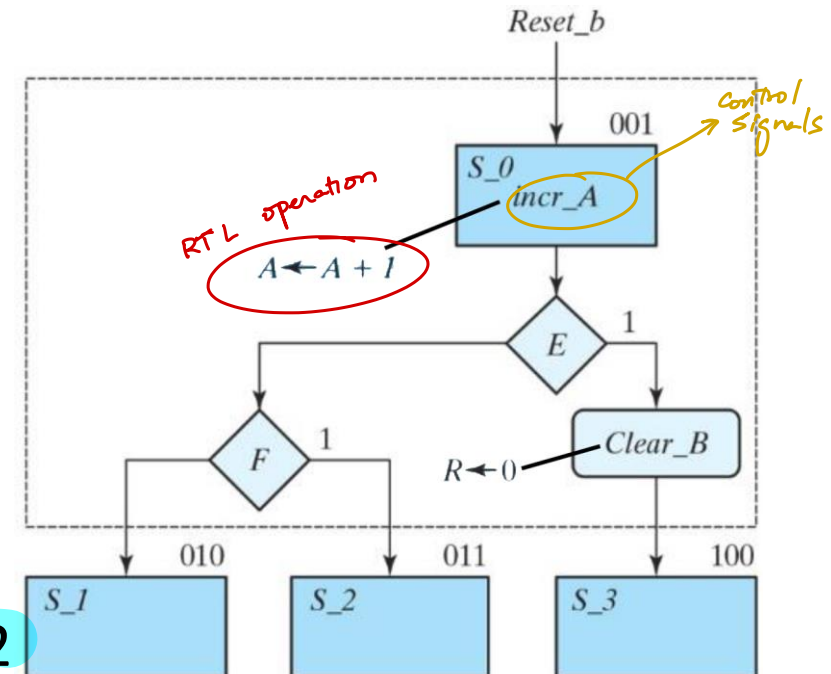 Reset_b
control
signals
001
S_0
incr_A
RTL operation
A ← A + 1
E
1
F
1
Clear_B
R ← 0
010
011
100
S_1
S_2
S_3
2